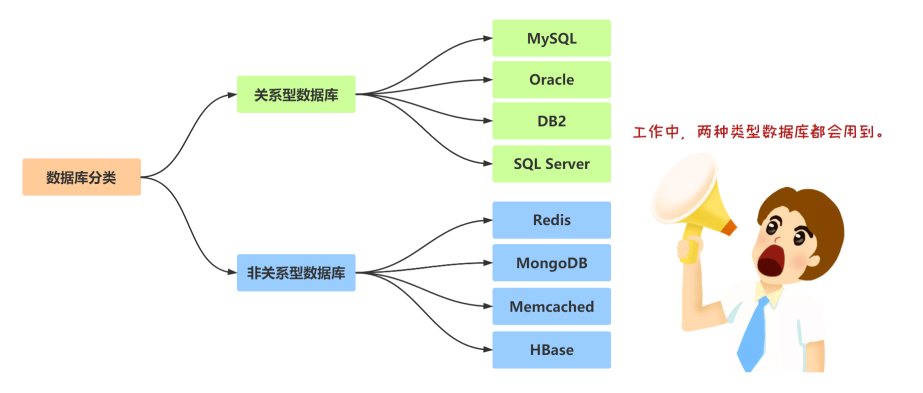 数据库分类
关系型数据库
MySQL
Oracle
DB2
SQL Server
非关系型数据库
Redis
MongoDB
Memcached
HBase
工作中，两种类型数据库都会用到。